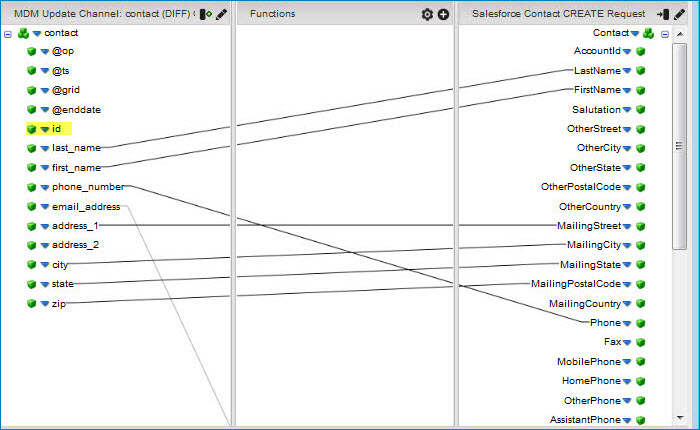 MDM Update Channel: contact (DIFF) (
contact
@op
@ts
@grid
@enddate
id
last_name
first_name
phone_number
email_address
address_1
address_2
city
state
zip
Functions
Salesforce Contact CREATE Request
Contact
AccountId
LastName
FirstName
Salutation
OtherStreet
OtherCity
OtherState
OtherPostalCode
OtherCountry
MailingStreet
MailingCity
MailingState
MailingPostalCode
MailingCountry
Phone
Fax
MobilePhone
HomePhone
OtherPhone
AssistantPhone